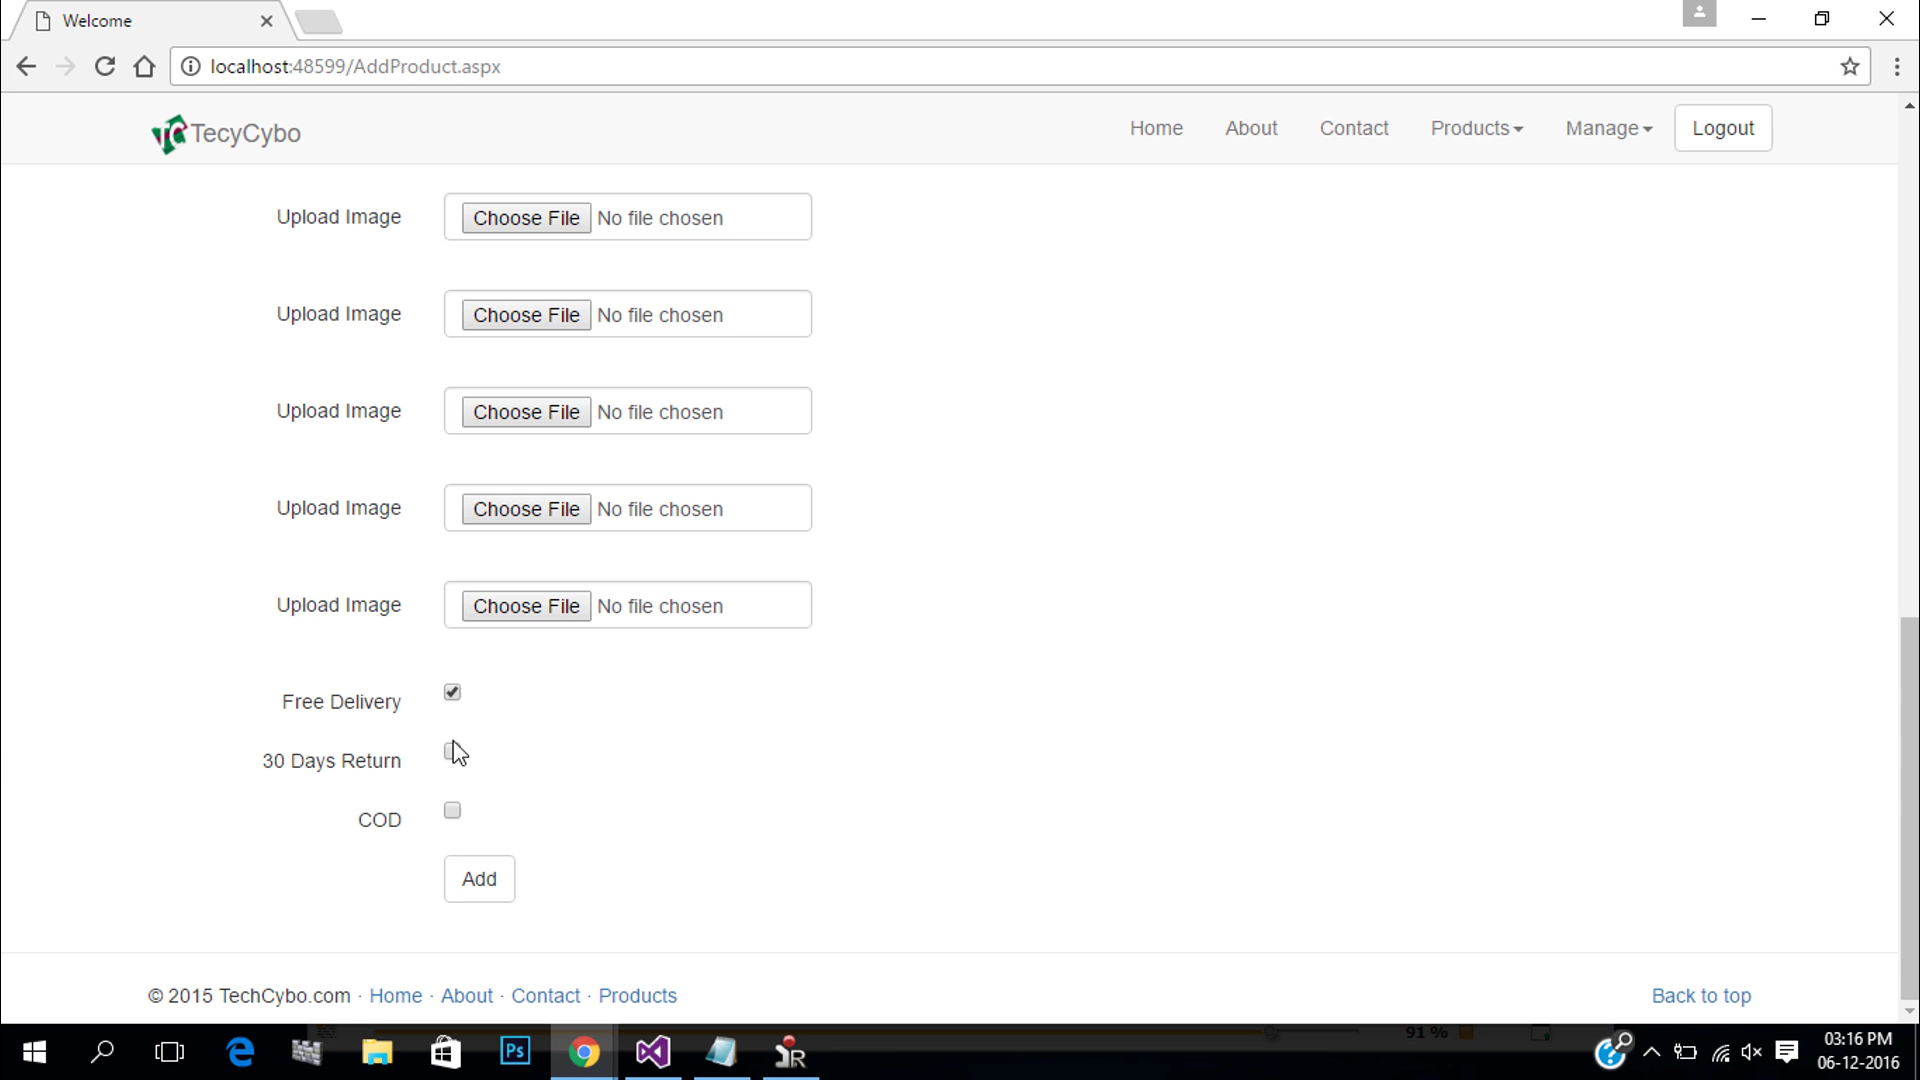 Welcome
localhost:48599/AddProduct.aspx
TecyCybo
Home
About
Contact
Products
Manage
Logout
Upload Image
Choose File No file chosen
Upload Image
Choose File No file chosen
Upload Image
Choose File No file chosen
Upload Image
Choose File No file chosen
Upload Image
Choose File No file chosen
Free Delivery
30 Days Return
COD
Add
© 2015 TechCybo.com · Home · About · Contact · Products
Back to top
91 %
Ps
R
03:16 PM
06-12-2016